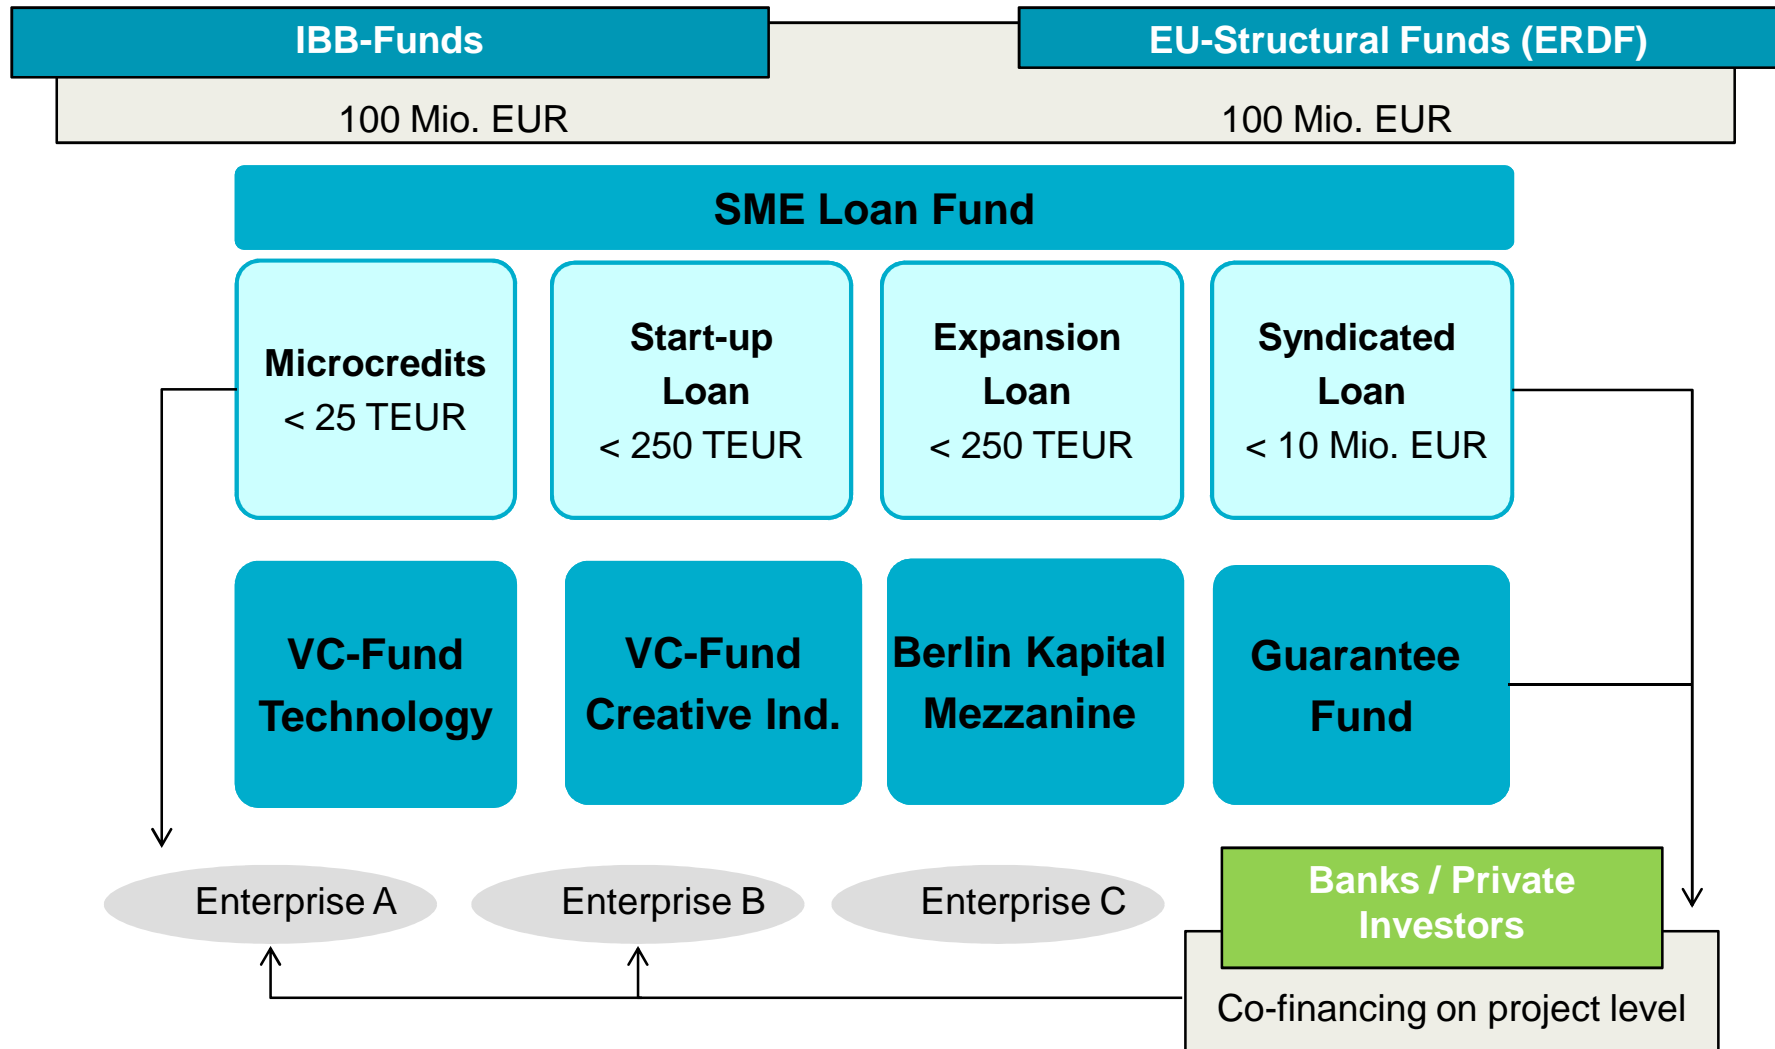 IBB-Funds
EU-Structural Funds (ERDF)
100 Mio. EUR
100 Mio. EUR
SME Loan Fund
Microcredits
< 25 TEUR
Start-up
Loan
< 250 TEUR
Expansion
Loan
< 250 TEUR
Syndicated
Loan
< 10 Mio. EUR
VC-Fund
Technology
VC-Fund
Creative Ind.
Berlin Kapital
Mezzanine
Guarantee
Fund
Enterprise A
Enterprise B
Enterprise C
Banks / Private
Investors
Co-financing on project level